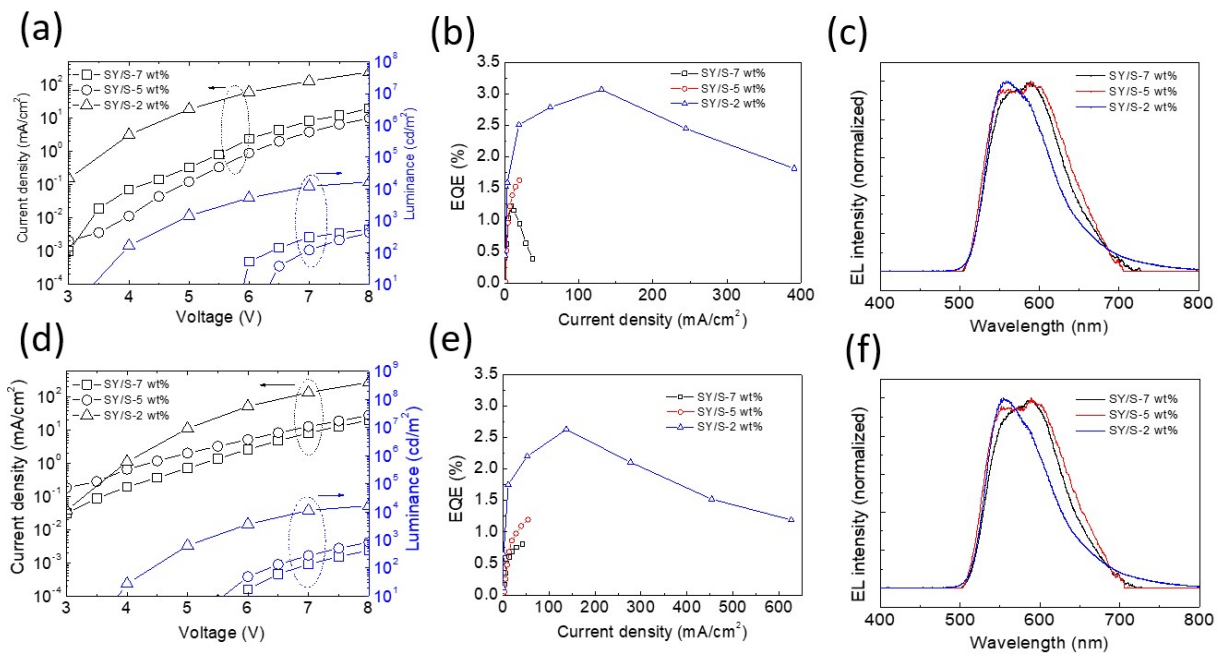 (a)
Current density (mA/cm²)
10²
10¹
10⁰
10⁻¹
10⁻²
10⁻³
10⁻⁴
SY/S-7 wt%
SY/S-5 wt%
SY/S-2 wt%
10⁸
10⁷
10⁶
10⁵
10⁴
10³
10²
10¹
Luminance (cd/m²)
3 4 5 6 7 8
Voltage (V)
(b)
EQE (%)
3.5
3.0
2.5
2.0
1.5
1.0
0.5
0.0
SY/S-7 wt%
SY/S-5 wt%
SY/S-2 wt%
0 100 200 300 400
Current density (mA/cm²)
(c)
EL intensity (normalized)
SY/S-7 wt%
SY/S-5 wt%
SY/S-2 wt%
400 500 600 700 800
Wavelength (nm)
(d)
Current density (mA/cm²)
10²
10¹
10⁰
10⁻¹
10⁻²
10⁻³
10⁻⁴
SY/S-7 wt%
SY/S-5 wt%
SY/S-2 wt%
10⁹
10⁸
10⁷
10⁶
10⁵
10⁴
10³
10²
10¹
Luminance (cd/m²)
3 4 5 6 7 8
Voltage (V)
(e)
EQE (%)
3.5
3.0
2.5
2.0
1.5
1.0
0.5
0.0
SY/S-7 wt%
SY/S-5 wt%
SY/S-2 wt%
0 100 200 300 400 500 600
Current density (mA/cm²)
(f)
EL intensity (normalized)
SY/S-7 wt%
SY/S-5 wt%
SY/S-2 wt%
400 500 600 700 800
Wavelength (nm)